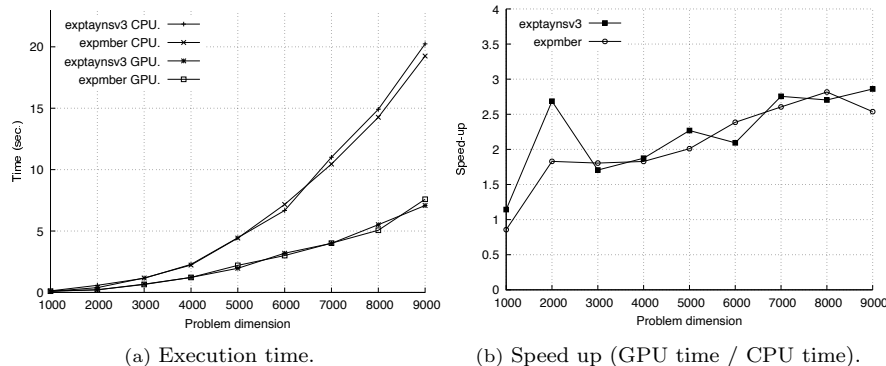 exptaynsv3 CPU.
expmber CPU.
exptaynsv3 GPU.
expmber GPU.
20
15
10
5
0
Time (sec.)
1000 2000 3000 4000 5000 6000 7000 8000 9000
Problem dimension
(a) Execution time.
exptaynsv3
expmber
4
3.5
3
2.5
2
1.5
1
0.5
0
Speed-up
1000 2000 3000 4000 5000 6000 7000 8000 9000
Problem dimension
(b) Speed up (GPU time / CPU time).